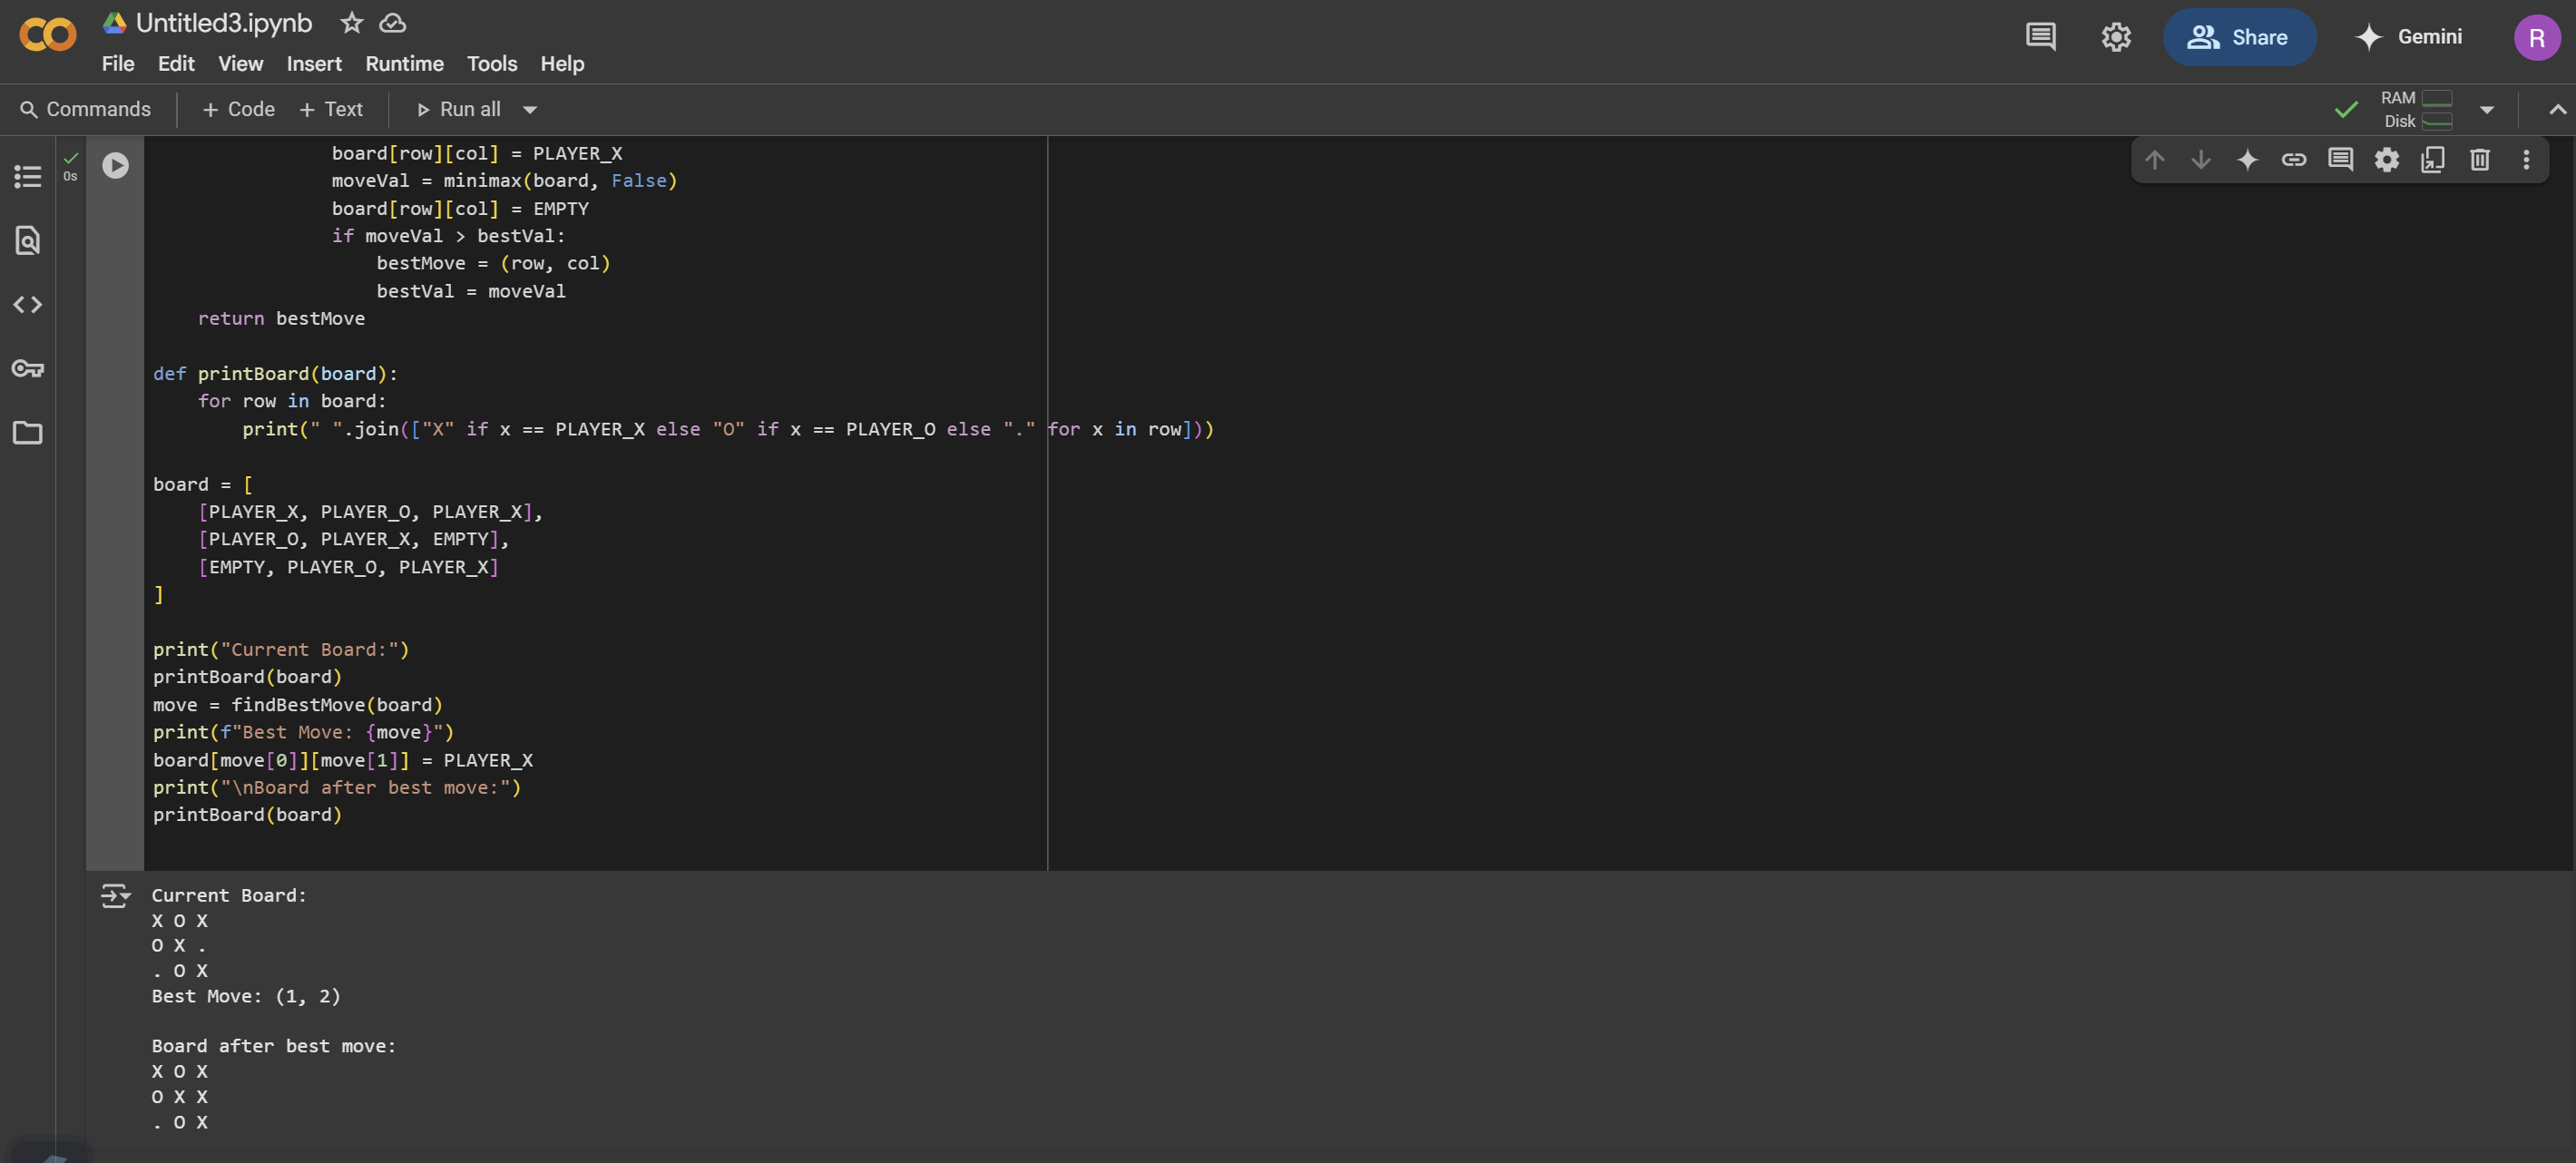 Untitled3.ipynb
File Edit View Insert Runtime Tools Help
Share
Gemini
R
Commands
+ Code + Text
Run all
RAM
Disk
0s
                board[row][col] = PLAYER_X
                moveVal = minimax(board, False)
                board[row][col] = EMPTY
                if moveVal > bestVal:
                    bestMove = (row, col)
                    bestVal = moveVal
    return bestMove

def printBoard(board):
    for row in board:
        print(" ".join(["X" if x == PLAYER_X else "O" if x == PLAYER_O else "." for x in row]))

board = [
    [PLAYER_X, PLAYER_O, PLAYER_X],
    [PLAYER_O, PLAYER_X, EMPTY],
    [EMPTY, PLAYER_O, PLAYER_X]
]

print("Current Board:")
printBoard(board)
move = findBestMove(board)
print(f"Best Move: {move}")
board[move[0]][move[1]] = PLAYER_X
print("\nBoard after best move:")
printBoard(board)

Current Board:
X O X
O X .
. O X
Best Move: (1, 2)

Board after best move:
X O X
O X X
. O X